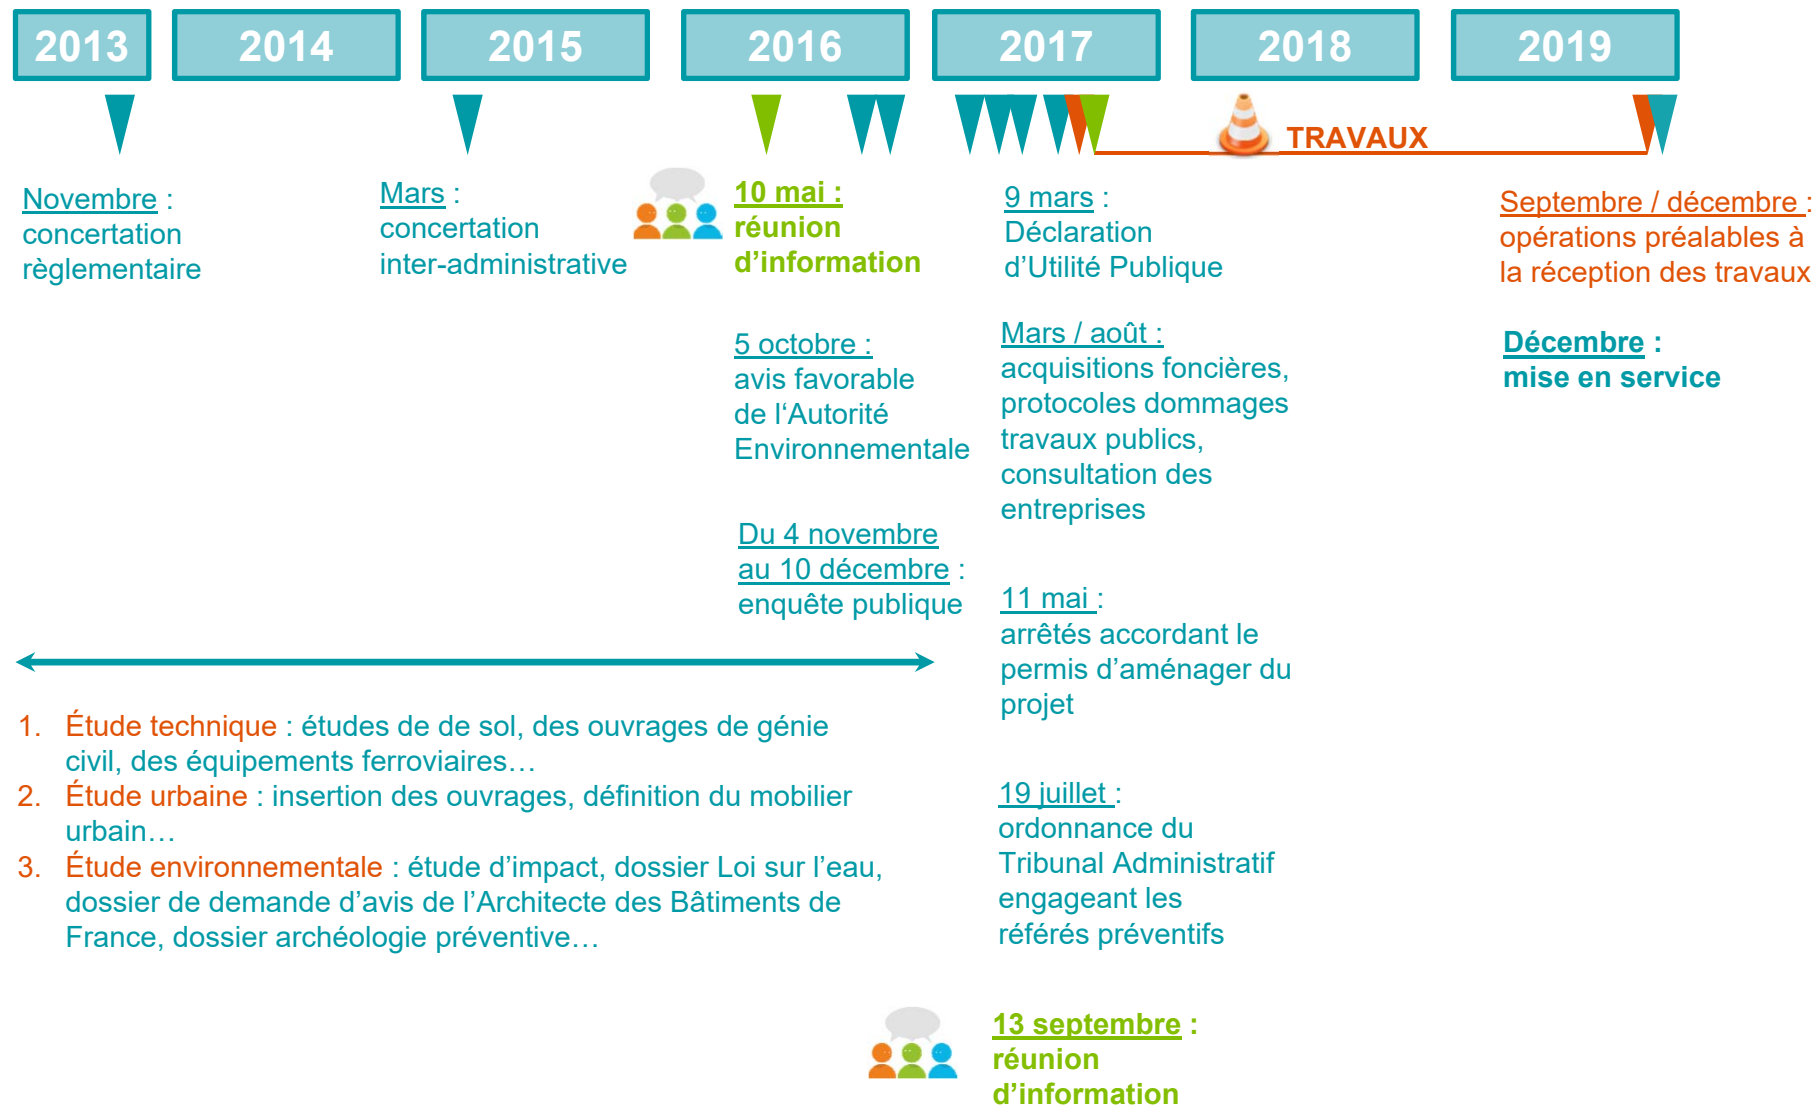 2013
2014
2015
2016
2017
2018
2019
TRAVAUX
Novembre :
concertation
règlementaire
Mars :
concertation
inter-administrative
10 mai :
réunion
d’information
5 octobre :
avis favorable
de l‘Autorité
Environnementale
Du 4 novembre
au 10 décembre :
enquête publique
9 mars :
Déclaration
d’Utilité Publique
Mars / août :
acquisitions foncières,
protocoles dommages
travaux publics,
consultation des
entreprises
11 mai :
arrêtés accordant le
permis d’aménager du
projet
19 juillet :
ordonnance du
Tribunal Administratif
engageant les
référés préventifs
13 septembre :
réunion
d’information
Septembre / décembre :
opérations préalables à
la réception des travaux
Décembre :
mise en service
1. Étude technique : études de de sol, des ouvrages de génie
civil, des équipements ferroviaires…
2. Étude urbaine : insertion des ouvrages, définition du mobilier
urbain…
3. Étude environnementale : étude d’impact, dossier Loi sur l’eau,
dossier de demande d’avis de l’Architecte des Bâtiments de
France, dossier archéologie préventive…